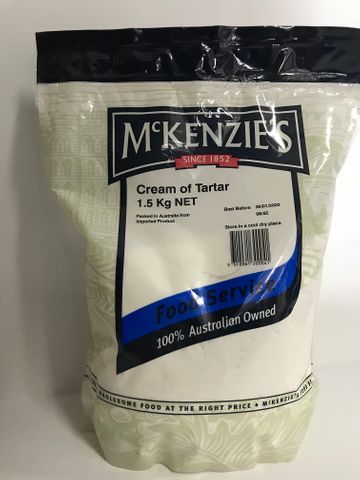 McKENZIE'S
SINCE 1852
Cream of Tartar
1.5 Kg NET
Packed in Australia from
Imported Product
Best Before
Store in a cool dry place.
Food Service
100% Australian Owned
WHOLESOME FOOD AT THE RIGHT PRICE • McKENZIE'S